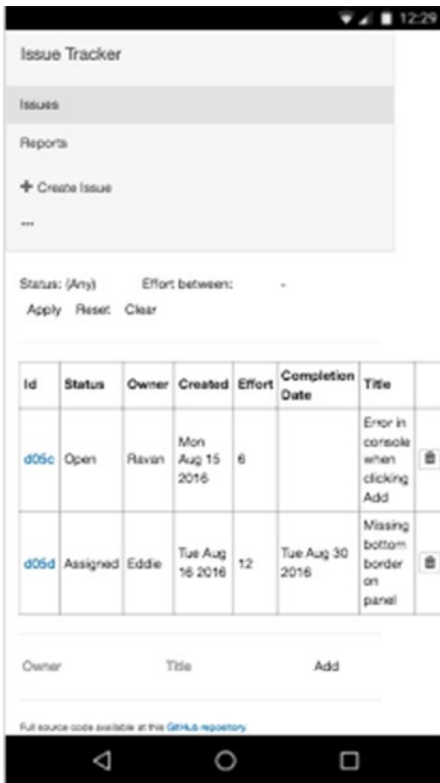 12:29
Issue Tracker
Issues
Reports
+ Create Issue
...
Status: (Any) Effort between: -
Apply Reset Clear
Id Status Owner Created Effort Completion Date Title
d05c Open Ravan Mon Aug 15 2016 6 Error in console when clicking Add
d05d Assigned Eddie Tue Aug 16 2016 12 Tue Aug 30 2016 Missing bottom border on panel
Owner Title Add
Full source code available at this GitHub repository.